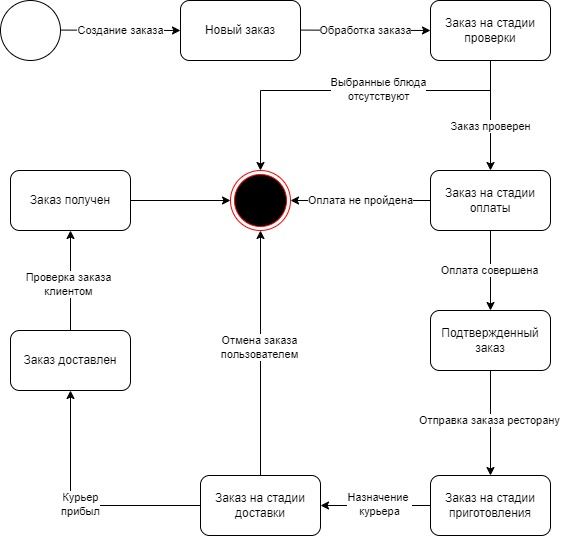 Создание заказа
Новый заказ
Обработка заказа
Заказ на стадии
проверки
Выбранные блюда
отсутствуют
Заказ проверен
Заказ получен
Оплата не пройдена
Заказ на стадии
оплаты
Проверка заказа
клиентом
Оплата совершена
Заказ доставлен
Отмена заказа
пользователем
Подтвержденный
заказ
Отправка заказа ресторану
Курьер
прибыл
Заказ на стадии
доставки
Назначение
курьера
Заказ на стадии
приготовления